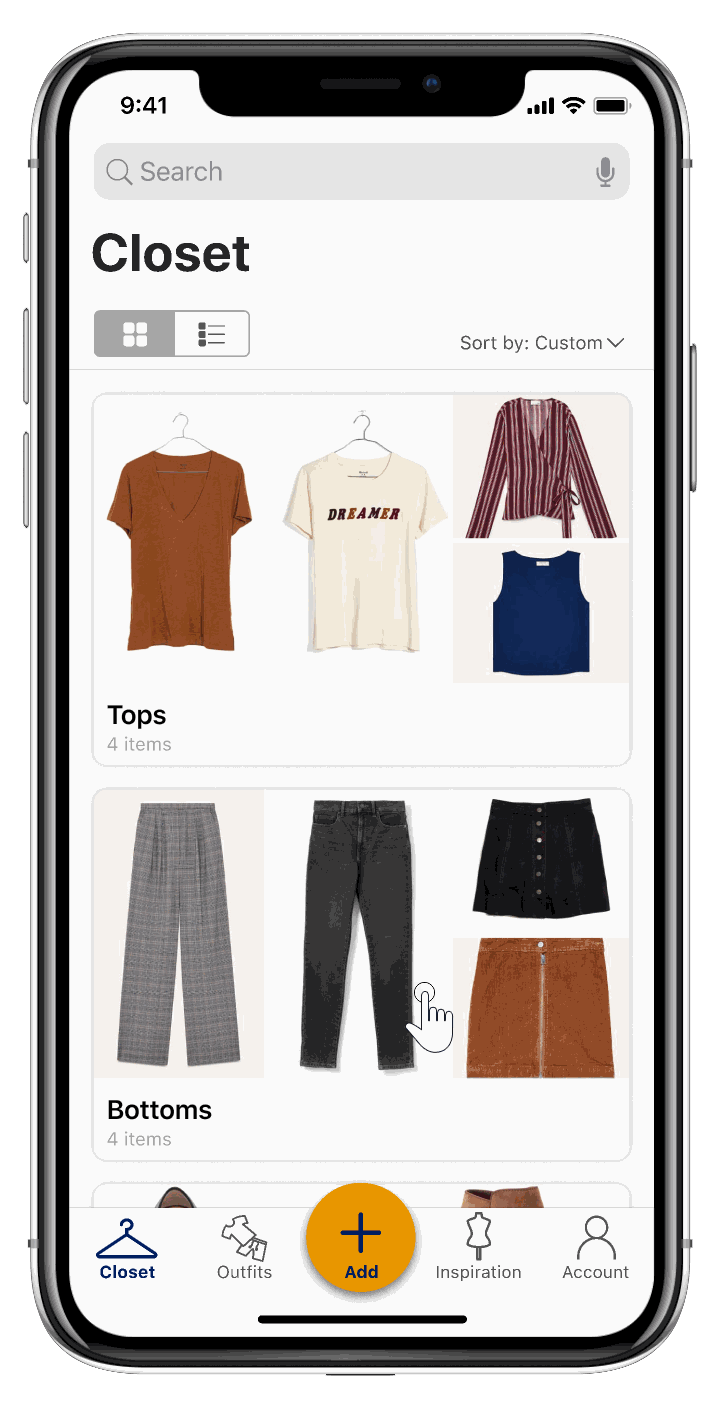 9:41
Search
Closet
Sort by: Custom
DREAMER
Tops
4 items
Bottoms
4 items
Closet
Outfits
Add
Inspiration
Account